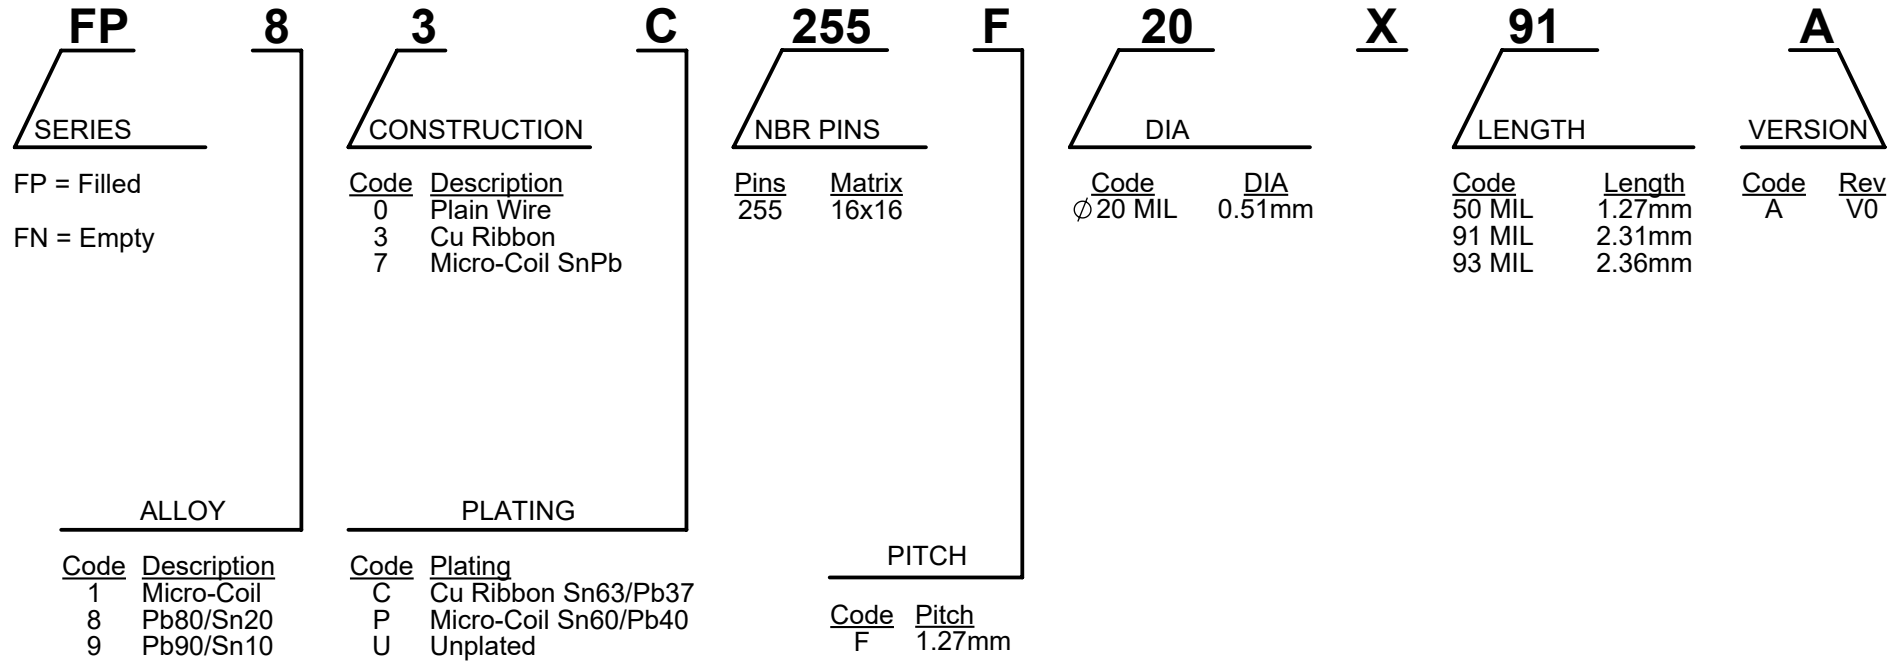 FP 8 3 C 255 F 20 X 91 A
SERIES CONSTRUCTION NBR PINS DIA LENGTH VERSION
FP = Filled
FN = Empty
Code Description
0 Plain Wire
3 Cu Ribbon
7 Micro-Coil SnPb
Pins Matrix
255 16x16
Code DIA
∅20 MIL 0.51mm
Code Length
50 MIL 1.27mm
91 MIL 2.31mm
93 MIL 2.36mm
Code Rev
A V0
ALLOY
Code Description
1 Micro-Coil
8 Pb80/Sn20
9 Pb90/Sn10
PLATING
Code Plating
C Cu Ribbon Sn63/Pb37
P Micro-Coil Sn60/Pb40
U Unplated
PITCH
Code Pitch
F 1.27mm